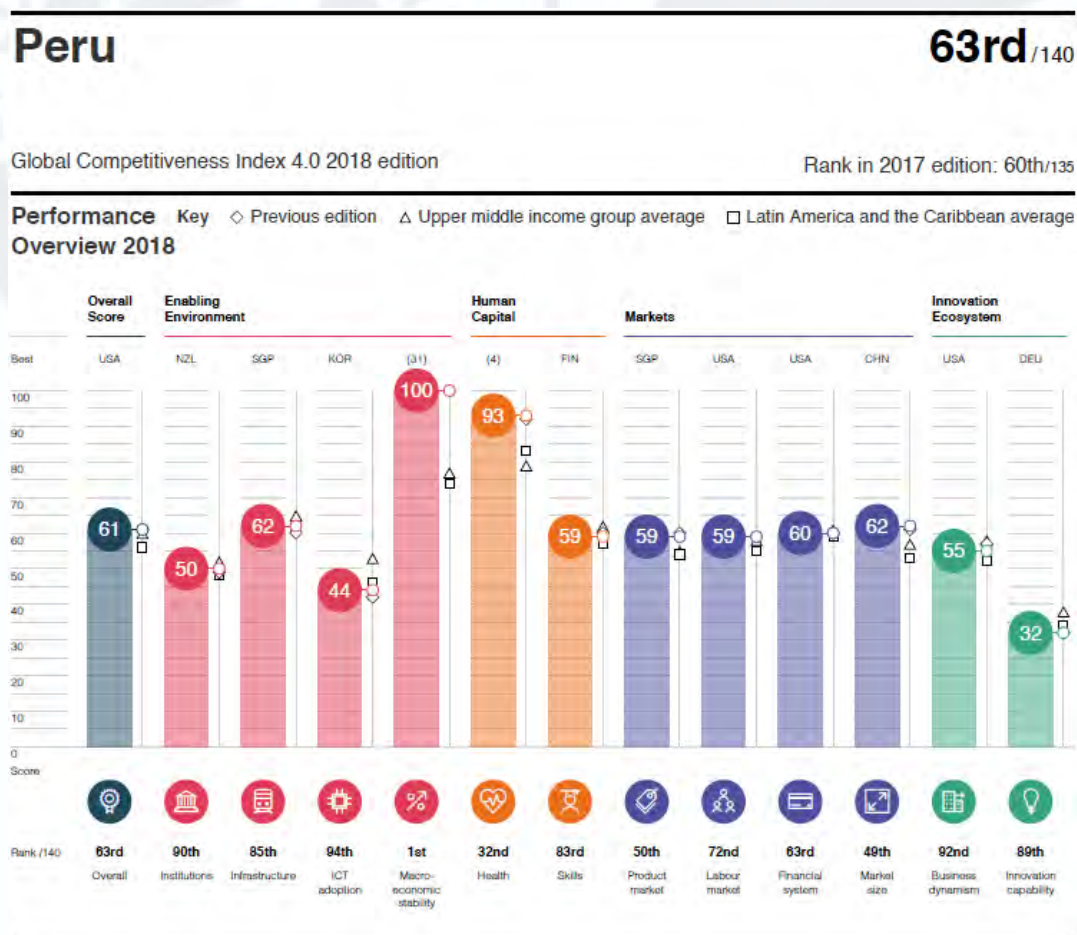 Peru
63rd/140
Global Competitiveness Index 4.0 2018 edition
Rank in 2017 edition: 60th/135
Performance Key ◇ Previous edition △ Upper middle income group average □ Latin America and the Caribbean average
Overview 2018
Overall Enabling Human Innovation
Score Environment Capital Markets Ecosystem
Best USA NZL SGP KOR (31) (4) FIN SGP USA USA CHN USA DEU
100
90
80
70
60
50
40
30
20
10
0
Score
61 50 62 44 100 93 59 59 59 60 62 55 32
Rank /140 63rd 90th 85th 94th 1st 32nd 83rd 50th 72nd 63rd 49th 92nd 89th
Overall Institutions Infrastructure ICT Macro- Health Skills Product Labour Financial Market Business Innovation
adoption economic market market system size dynamism capability
stability